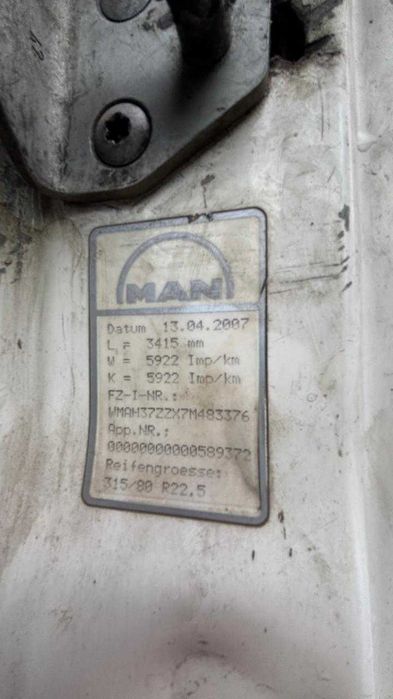 MAN
Datum 13.04.2007
L = 3415 mm
W = 5922 Imp/km
K = 5922 Imp/km
FZ-I-NR.:
WMAH37ZZX7M483376
App.NR.:
00000000000589372
Reifengroesse:
315/80 R22.5